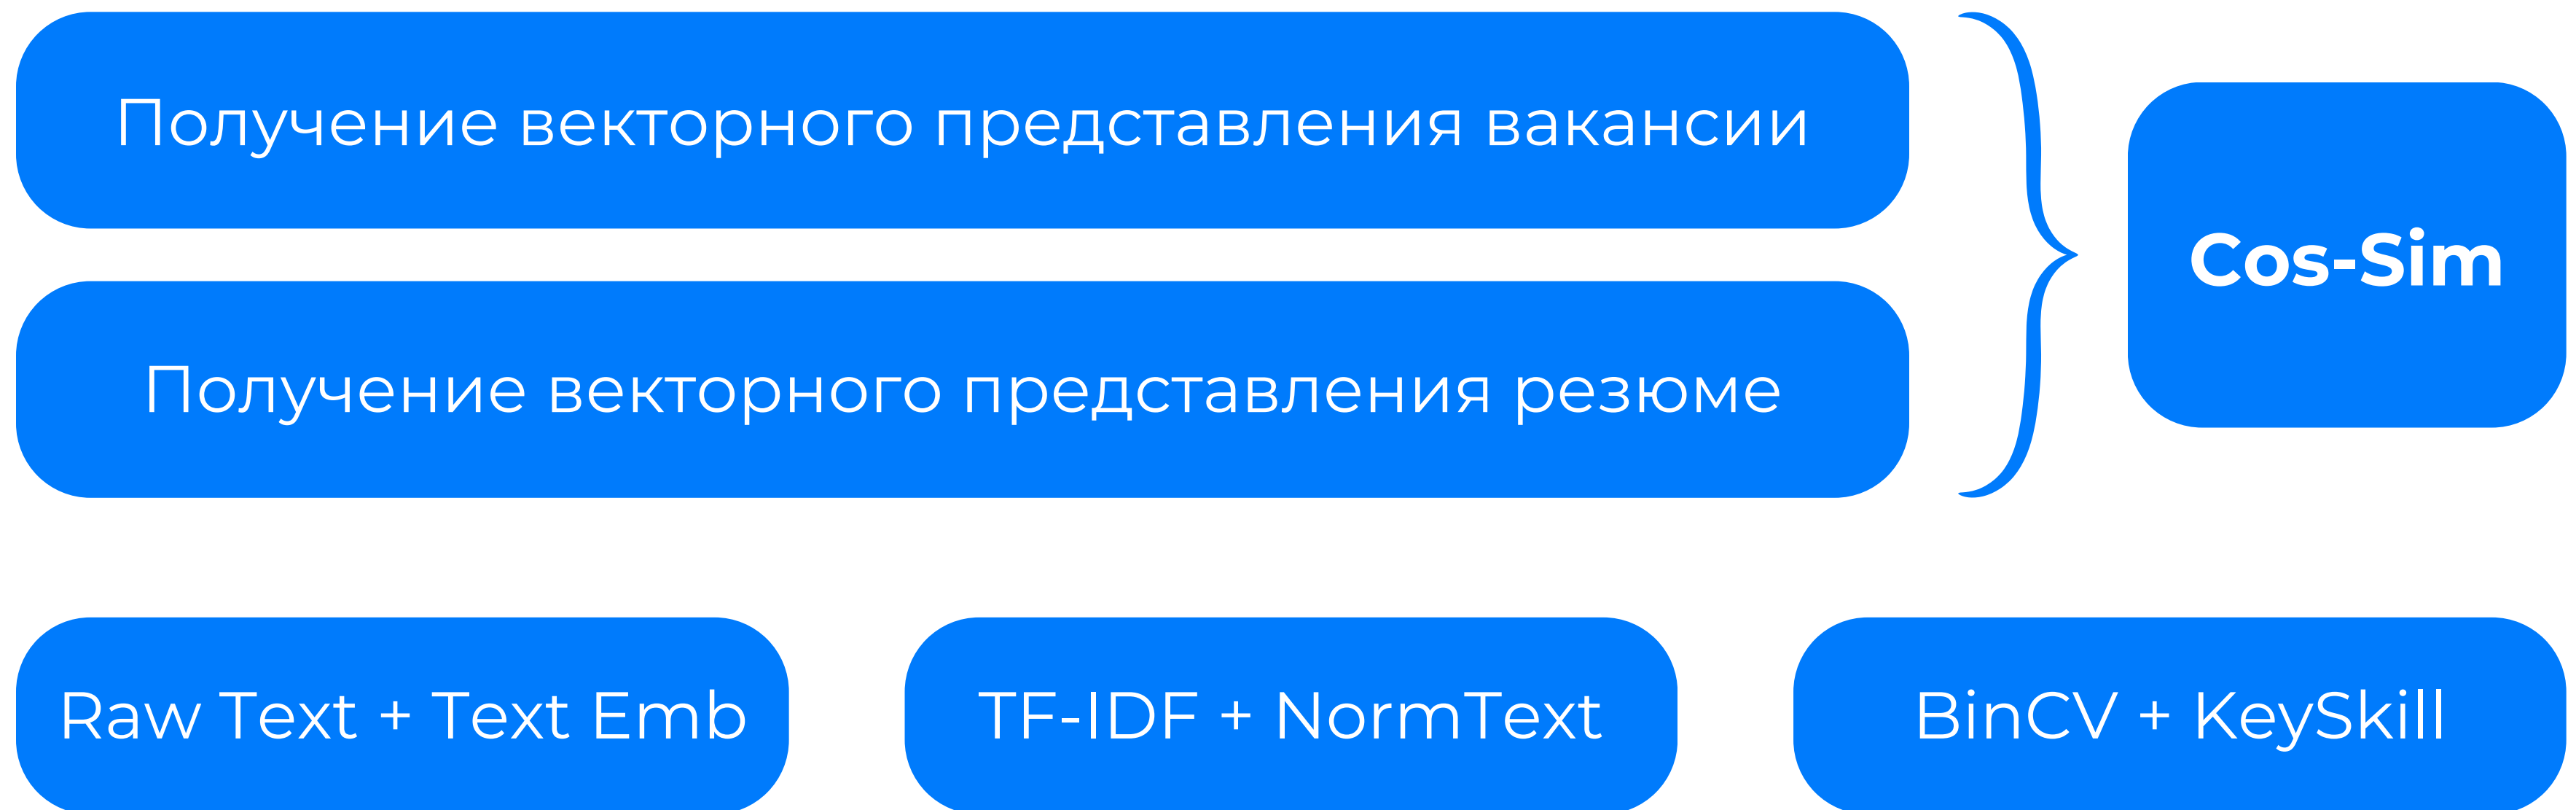 Получение векторного представления вакансии
Получение векторного представления резюме
Cos-Sim
Raw Text + Text Emb
TF-IDF + NormText
BinCV + KeySkill